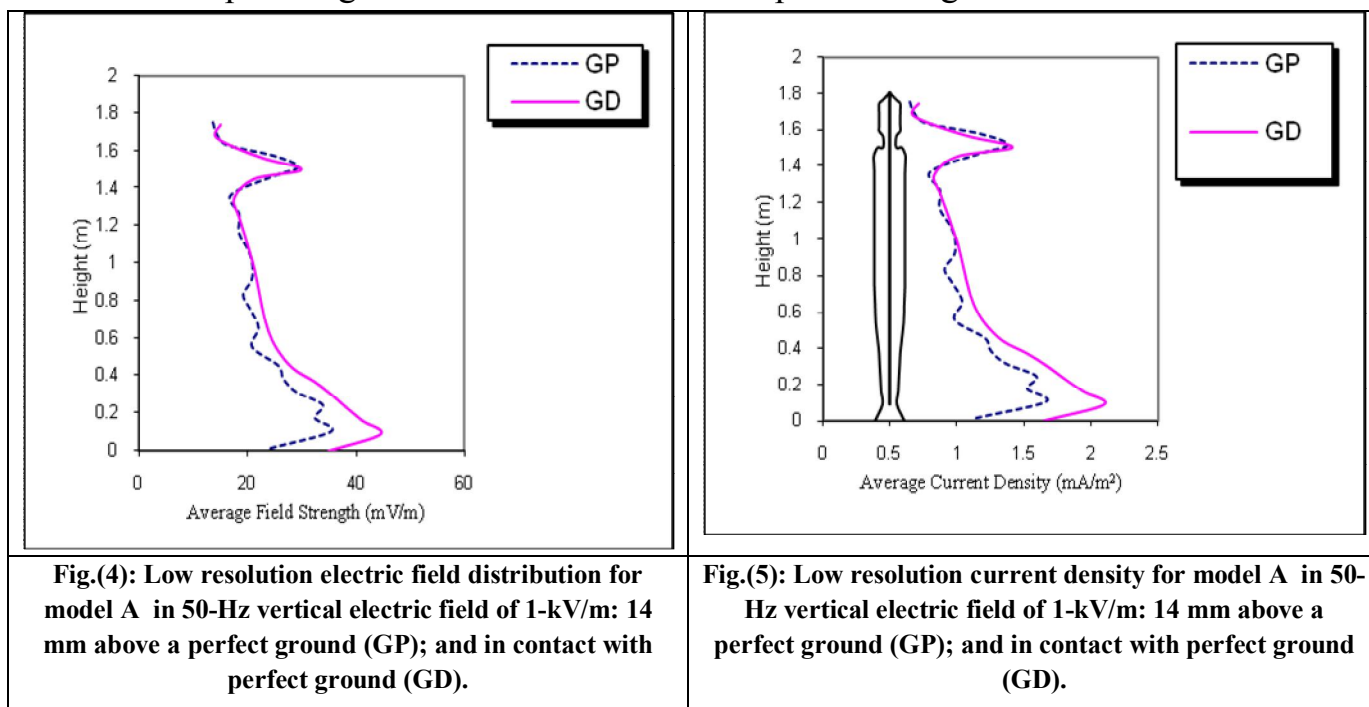 GP
GD
2
1.8
1.6
1.4
1.2
1
0.8
0.6
0.4
0.2
0
Height (m)
0
20
40
60
Average Field Strength (mV/m)
Fig.(4): Low resolution electric field distribution for
model A in 50-Hz vertical electric field of 1-kV/m: 14
mm above a perfect ground (GP); and in contact with
perfect ground (GD).
GP
GD
2
1.8
1.6
1.4
1.2
1
0.8
0.6
0.4
0.2
0
Height (m)
0
0.5
1
1.5
2
2.5
Average Current Density (mA/m²)
Fig.(5): Low resolution current density for model A in 50-
Hz vertical electric field of 1-kV/m: 14 mm above a
perfect ground (GP); and in contact with perfect ground
(GD).